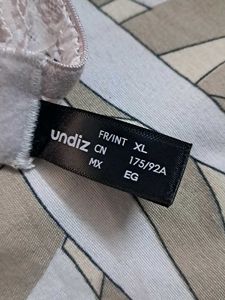 undiz
FR/INT XL
CN 175/92A
MX EG